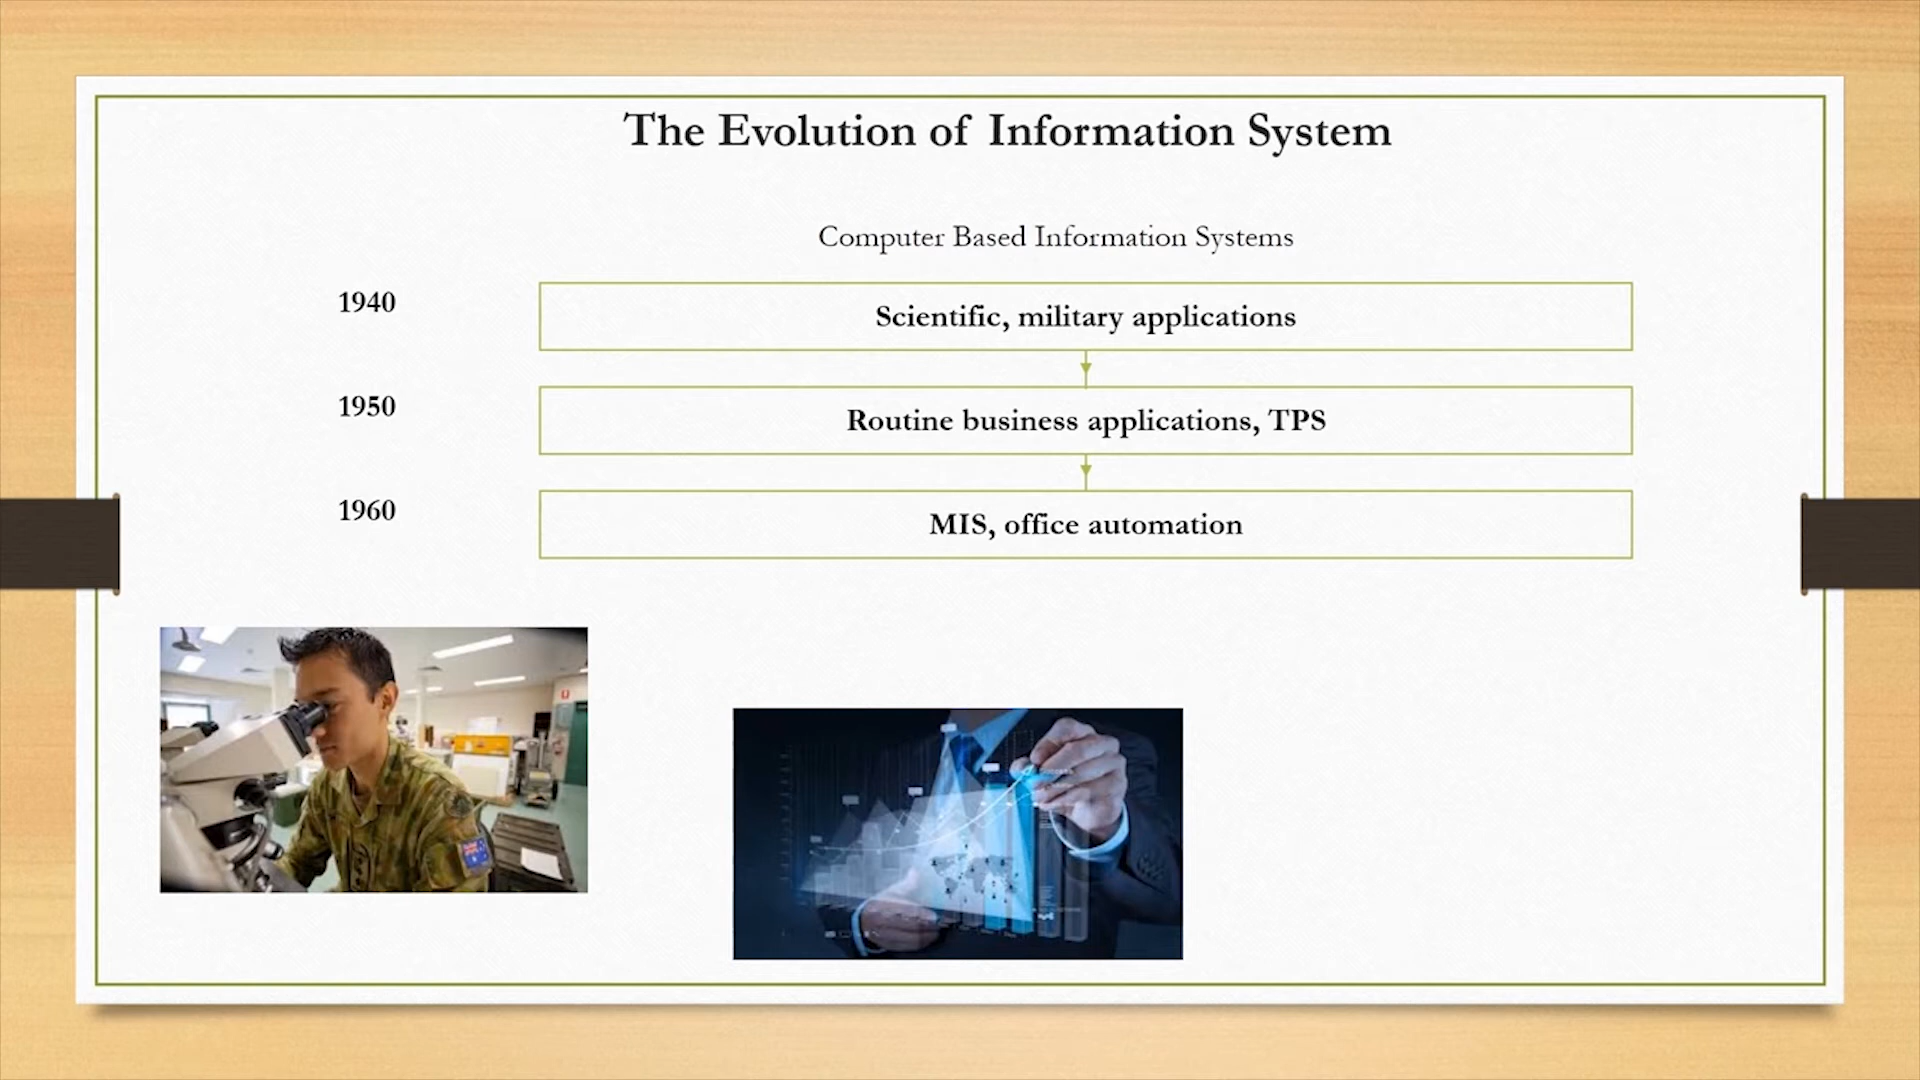 The Evolution of Information System
Computer Based Information Systems
1940
Scientific, military applications
1950
Routine business applications, TPS
1960
MIS, office automation